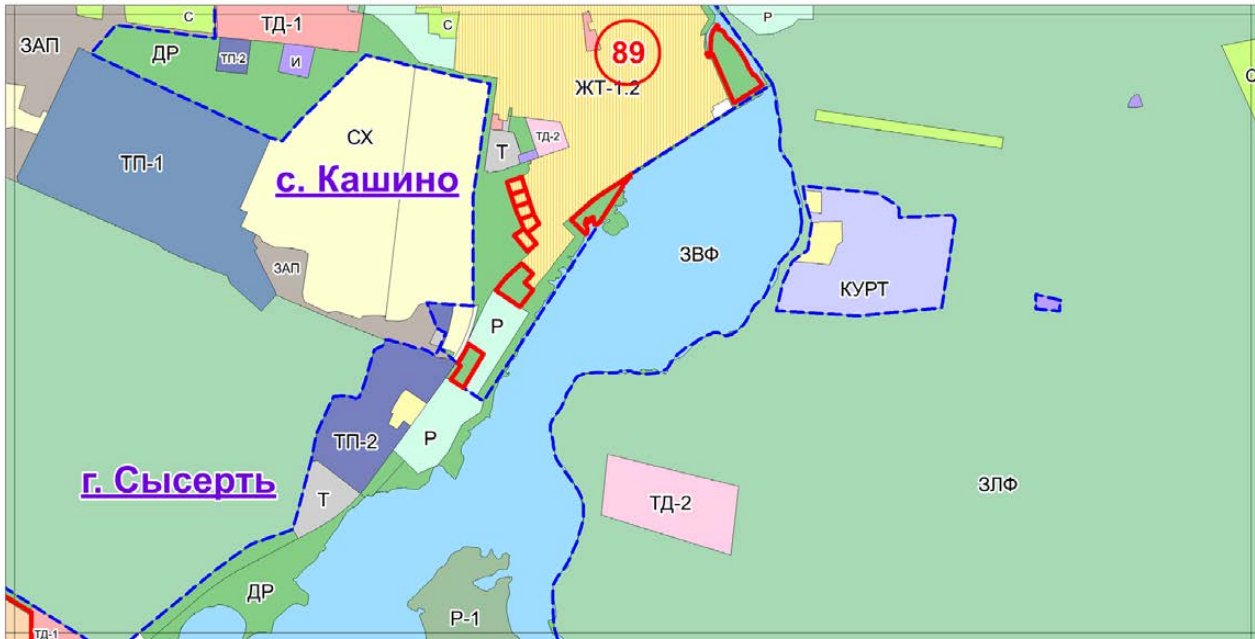 С
ТД-1
С
Р
ЗАП
ДР
ТП-2
И
89
С
ЖТ-1.2
СХ
Т
ТД-2
ТП-1
с. Кашино
ЗАП
ЗВФ
КУРТ
Р
ТП-2
Р
г. Сысерть
Т
ТД-2
ЗЛФ
ДР
Р-1
ТД-1